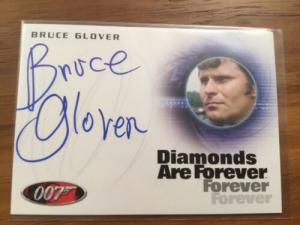 BRUCE GLOVER
Bruce
Glover
Diamonds
Are Forever
Forever
Forever
007